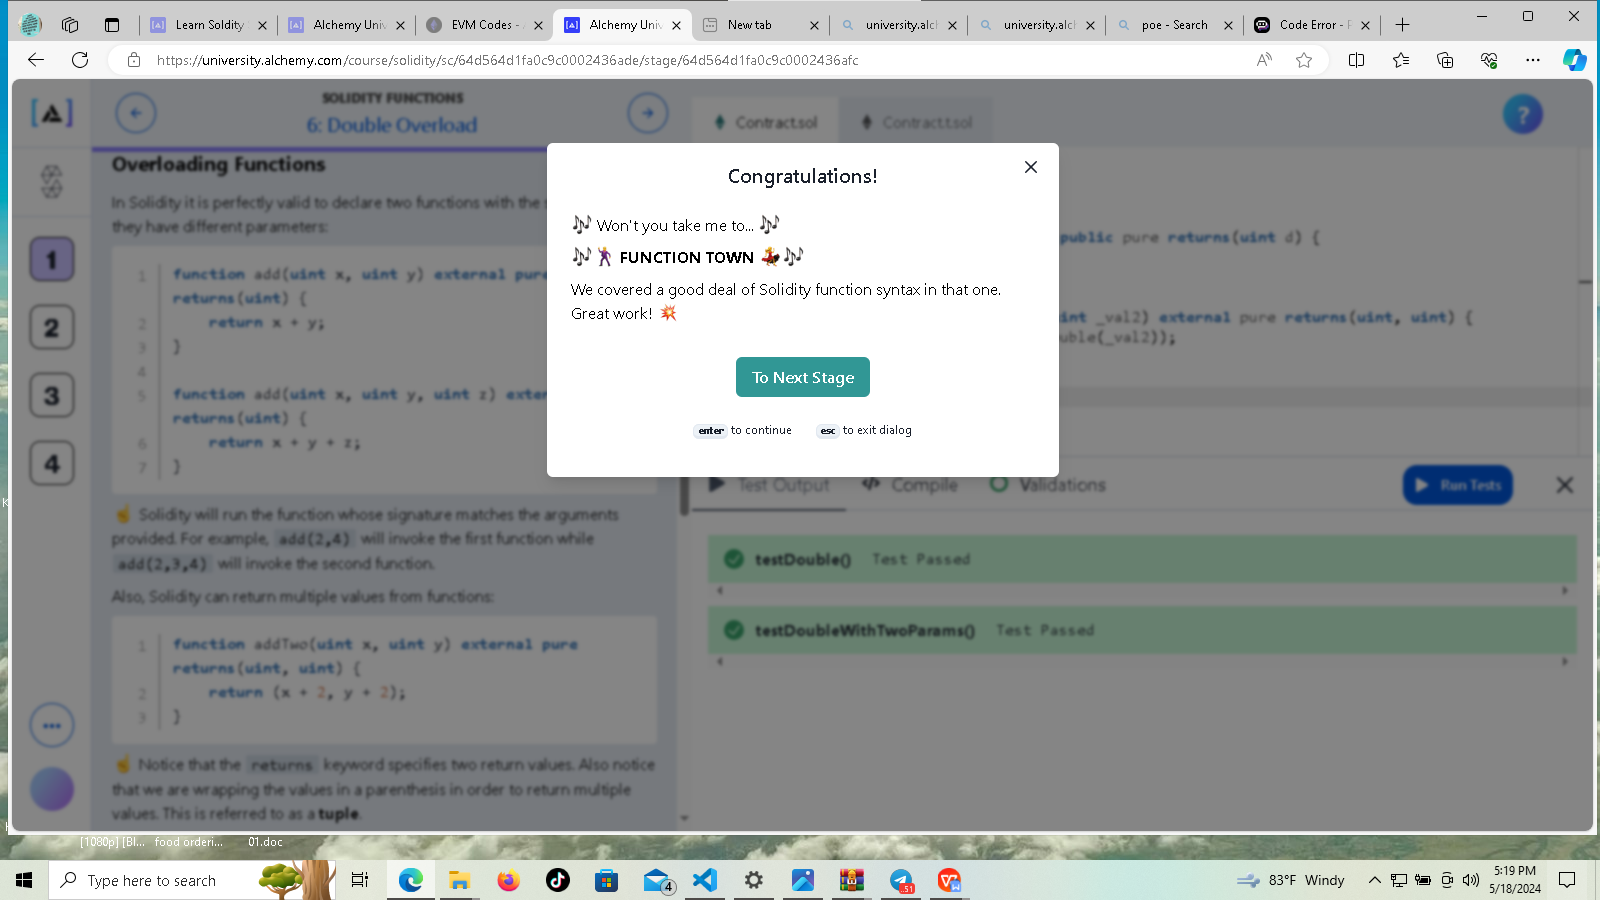 Learn Soldity
Alchemy Univ
EVM Codes -
Alchemy Univ
New tab
university.alch
university.alch
poe - Search
Code Error - P
https://university.alchemy.com/course/solidity/sc/64d564d1fa0c9c0002436ade/stage/64d564d1fa0c9c0002436afc
SOLIDITY FUNCTIONS
6: Double Overload
Contract.sol
Contract.t.sol
?
Overloading Functions
In Solidity it is perfectly valid to declare two functions with the s
they have different parameters:
1 function add(uint x, uint y) external pure
returns(uint) {
2 return x + y;
3 }
4
5 function add(uint x, uint y, uint z) exter
returns(uint) {
6 return x + y + z;
7 }
☝️ Solidity will run the function whose signature matches the arguments
provided. For example, add(2,4) will invoke the first function while
add(2,3,4) will invoke the second function.
Also, Solidity can return multiple values from functions:
1 function addTwo(uint x, uint y) external pure
returns(uint, uint) {
2 return (x + 2, y + 2);
3 }
☝️ Notice that the returns keyword specifies two return values. Also notice
that we are wrapping the values in a parenthesis in order to return multiple
values. This is referred to as a tuple.
1
2
3
4
public pure returns(uint d) {
int _val2) external pure returns(uint, uint) {
uble(_val2));
Congratulations!
🎶 Won't you take me to... 🎶
🎶🕺 FUNCTION TOWN 💃🎶
We covered a good deal of Solidity function syntax in that one.
Great work! 💥
To Next Stage
enter to continue
esc to exit dialog
Test Output
Compile
Validations
Run Tests
testDouble() Test Passed
testDoubleWithTwoParams() Test Passed
[1080p] [Bl...
food orderi...
01.doc
Type here to search
4
51
83°F Windy
5:19 PM
5/18/2024